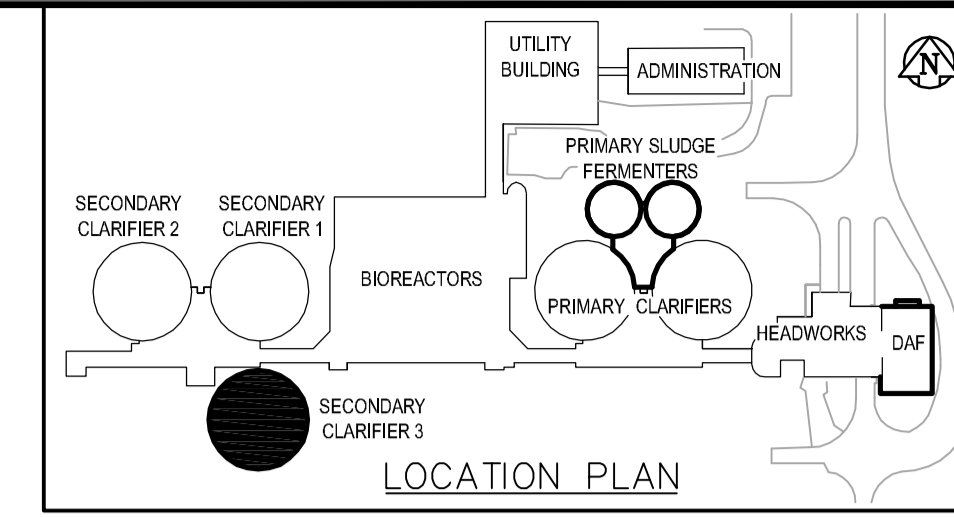 UTILITY
BUILDING
ADMINISTRATION
N
PRIMARY SLUDGE
FERMENTERS
SECONDARY
CLARIFIER 2
SECONDARY
CLARIFIER 1
BIOREACTORS
PRIMARY CLARIFIERS
HEADWORKS
DAF
SECONDARY
CLARIFIER 3
LOCATION PLAN